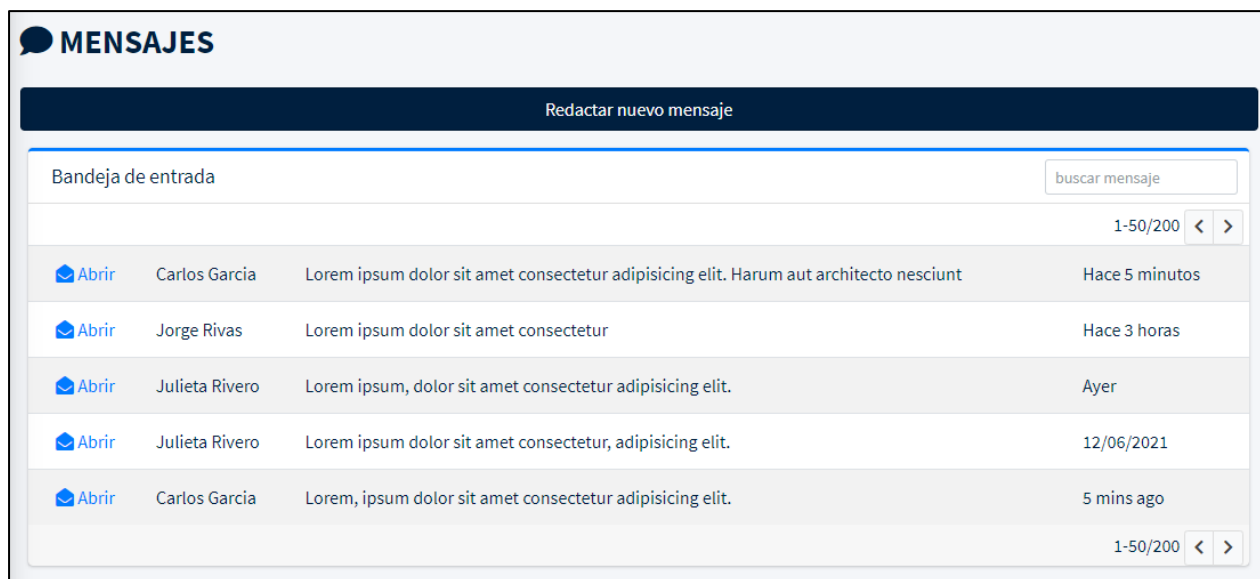 MENSAJES
Redactar nuevo mensaje
Bandeja de entrada buscar mensaje
1-50/200
Abrir Carlos Garcia Lorem ipsum dolor sit amet consectetur adipisicing elit. Harum aut architecto nesciunt Hace 5 minutos
Abrir Jorge Rivas Lorem ipsum dolor sit amet consectetur Hace 3 horas
Abrir Julieta Rivero Lorem ipsum, dolor sit amet consectetur adipisicing elit. Ayer
Abrir Julieta Rivero Lorem ipsum dolor sit amet consectetur, adipisicing elit. 12/06/2021
Abrir Carlos Garcia Lorem, ipsum dolor sit amet consectetur adipisicing elit. 5 mins ago
1-50/200